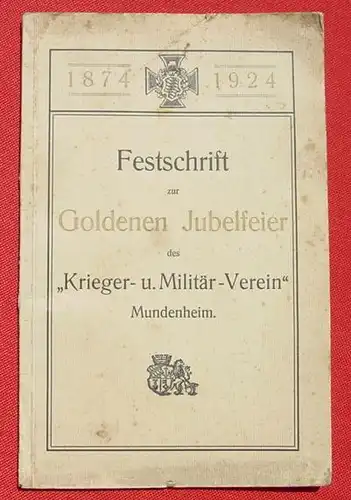 1874 1924
Festschrift
zur
Goldenen Jubelfeier
des
„Krieger- u. Militär-Verein“
Mundenheim.